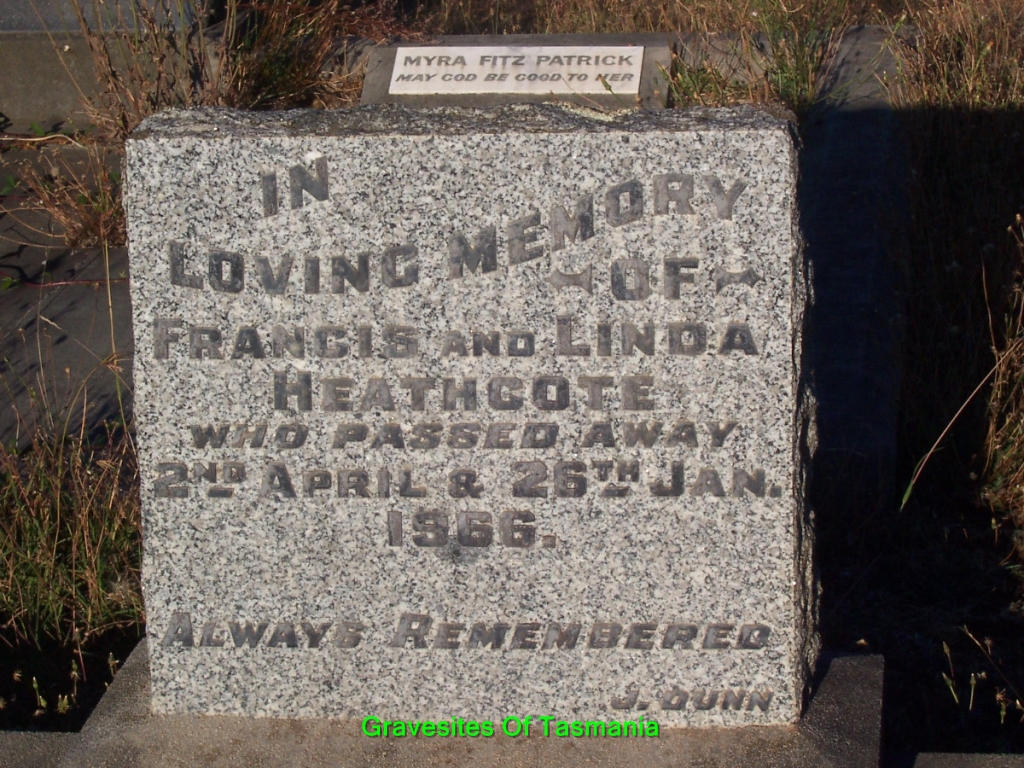 MYRA FITZ PATRICK
MAY GOD BE GOOD TO HER
IN
LOVING MEMORY
OF
FRANCIS AND LINDA
HEATHCOTE
WHO PASSED AWAY
2ND APRIL & 26TH JAN.
1966.
ALWAYS REMEMBERED
J. DUNN
Gravesites Of Tasmania